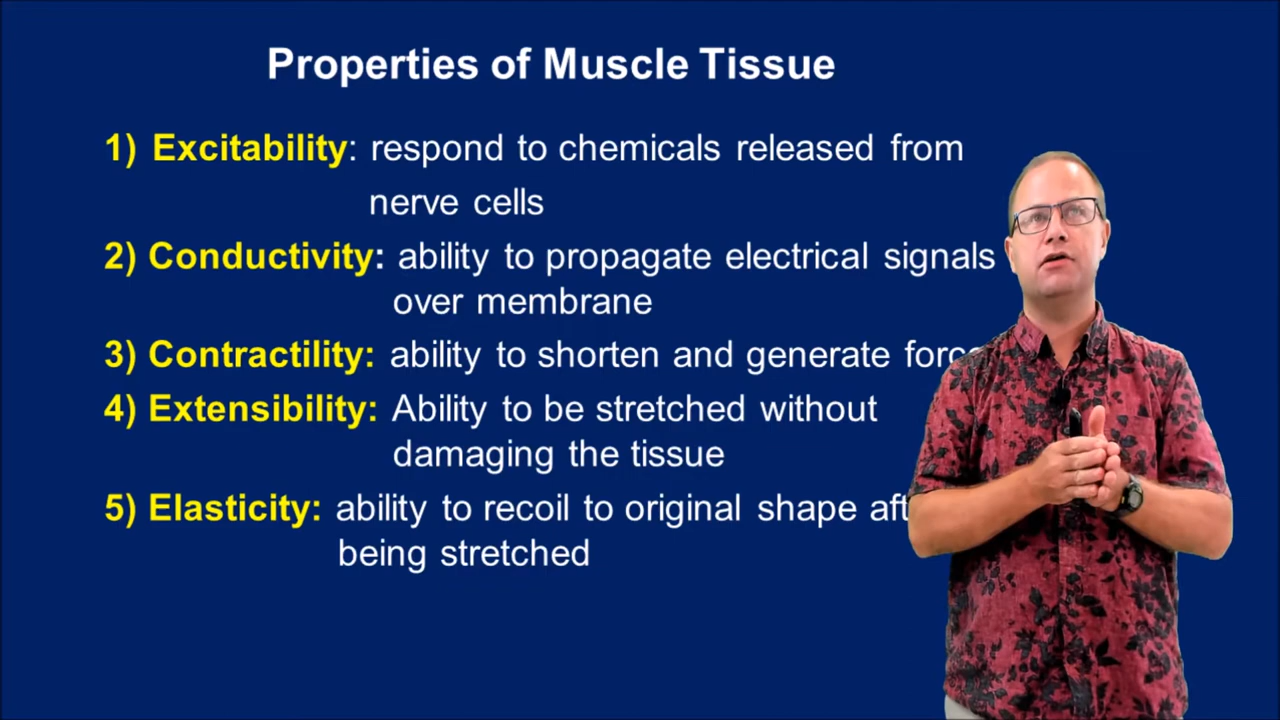 Properties of Muscle Tissue
1) Excitability: respond to chemicals released from
nerve cells
2) Conductivity: ability to propagate electrical signals
over membrane
3) Contractility: ability to shorten and generate force
4) Extensibility: Ability to be stretched without
damaging the tissue
5) Elasticity: ability to recoil to original shape
being stretched